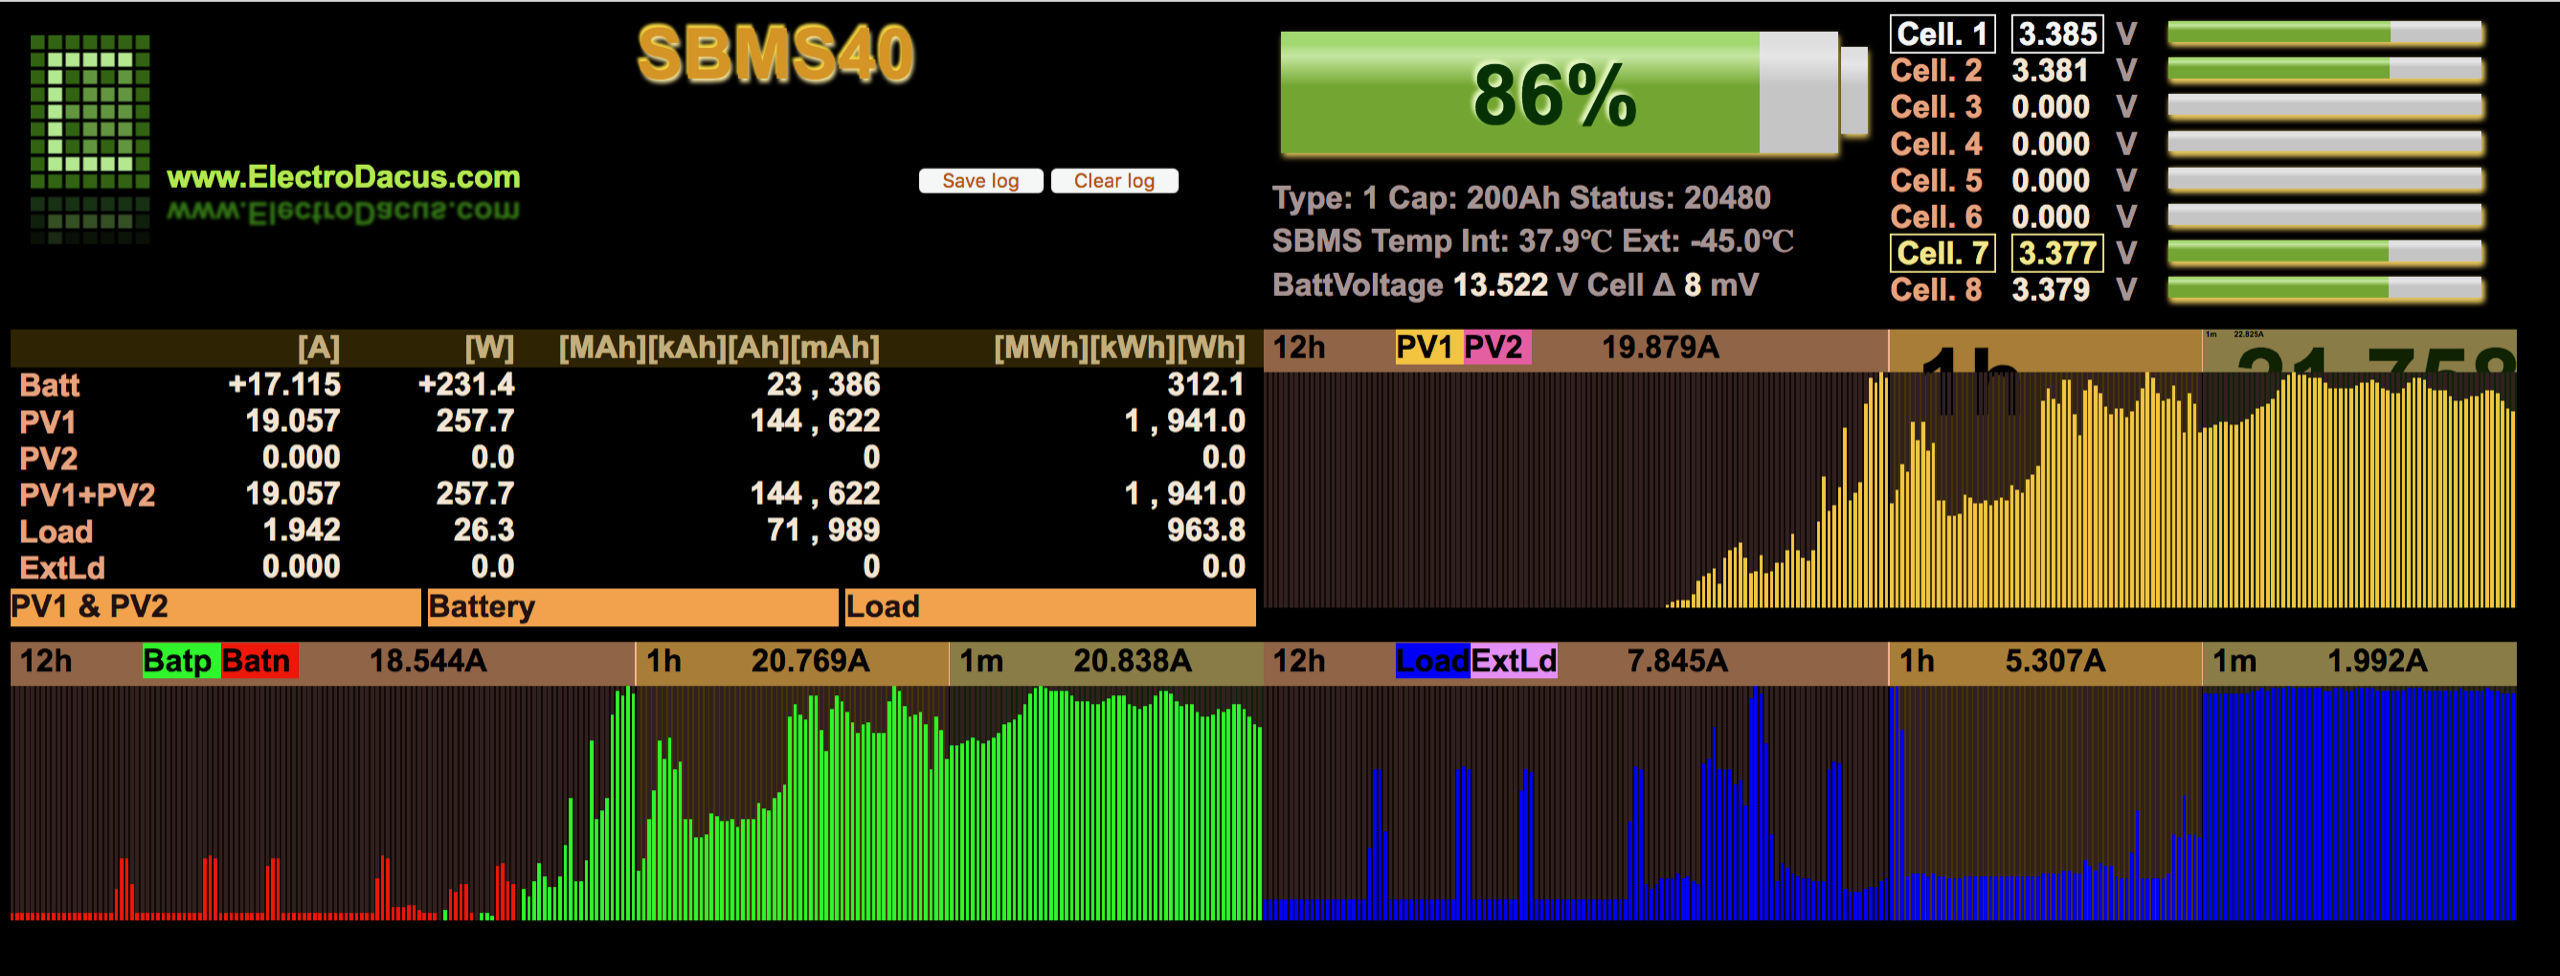 SBMS40
www.ElectroDacus.com
Save log Clear log
86%
Type: 1 Cap: 200Ah Status: 20480
SBMS Temp Int: 37.9℃ Ext: -45.0℃
BattVoltage 13.522 V Cell Δ 8 mV
Cell. 1 3.385 V
Cell. 2 3.381 V
Cell. 3 0.000 V
Cell. 4 0.000 V
Cell. 5 0.000 V
Cell. 6 0.000 V
Cell. 7 3.377 V
Cell. 8 3.379 V
[A] [W] [MAh][kAh][Ah][mAh] [MWh][kWh][Wh]
Batt +17.115 +231.4 23 , 386 312.1
PV1 19.057 257.7 144 , 622 1 , 941.0
PV2 0.000 0.0 0 0.0
PV1+PV2 19.057 257.7 144 , 622 1 , 941.0
Load 1.942 26.3 71 , 989 963.8
ExtLd 0.000 0.0 0 0.0
PV1 & PV2 Battery Load
12h PV1 PV2 19.879A 1h 1m 22.825A
21.758
12h Batp Batn 18.544A 1h 20.769A 1m 20.838A
12h Load ExtLd 7.845A 1h 5.307A 1m 1.992A